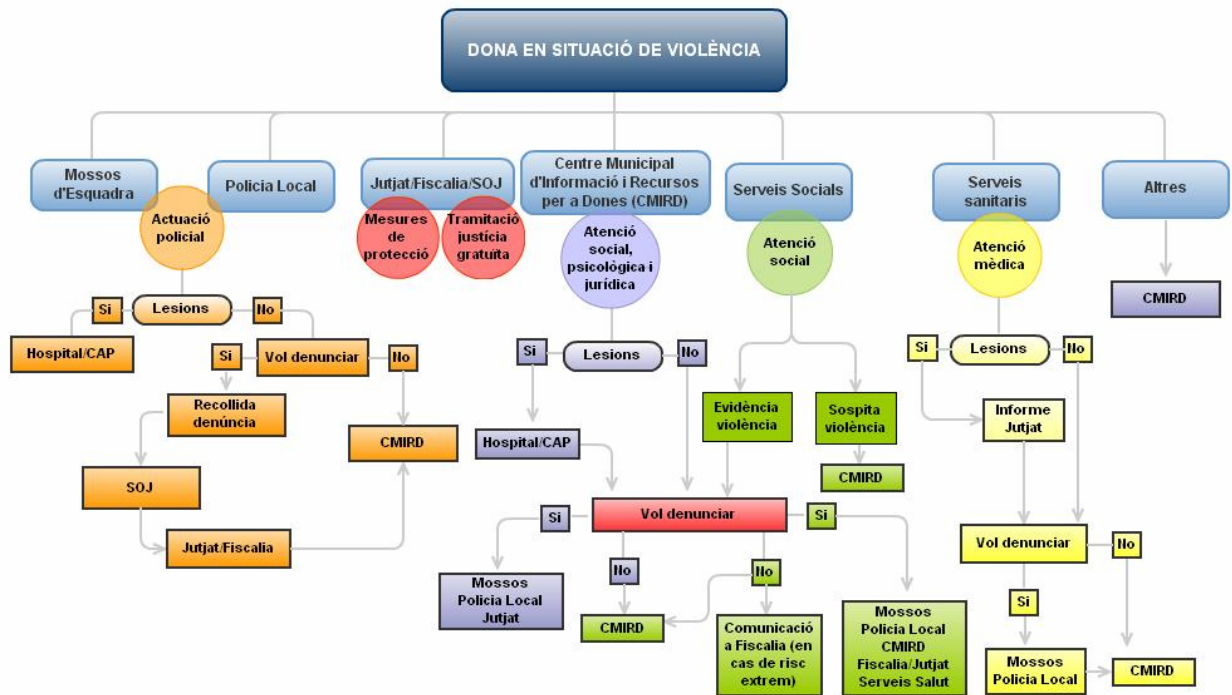 DONA EN SITUACIÓ DE VIOLÈNCIA
Mossos
d'Esquadra
Policia Local
Jutjat/Fiscalia/SOJ
Centre Municipal
d'Informació i Recursos
per a Dones (CMIRD)
Serveis Socials
Serveis
sanitaris
Altres
Actuació
policial
Mesures
de
protecció
Tramitació
justícia
gratuïta
Atenció
social,
psicològica i
jurídica
Atenció
social
Atenció
mèdica
CMIRD
Si
Lesions
No
Hospital/CAP
Si
Vol denunciar
No
Recollida
denúncia
CMIRD
SOJ
Jutjat/Fiscalia
Si
Lesions
No
Hospital/CAP
Evidència
violència
Sospita
violència
CMIRD
Si
Vol denunciar
Si
No
No
Mossos
Policia Local
Jutjat
CMIRD
Comunicació
a Fiscalia (en
cas de risc
extrem)
Mossos
Policia Local
CMIRD
Fiscalia/Jutjat
Serveis Salut
Si
Lesions
No
Informe
Jutjat
Vol denunciar
No
Si
Mossos
Policia Local
CMIRD